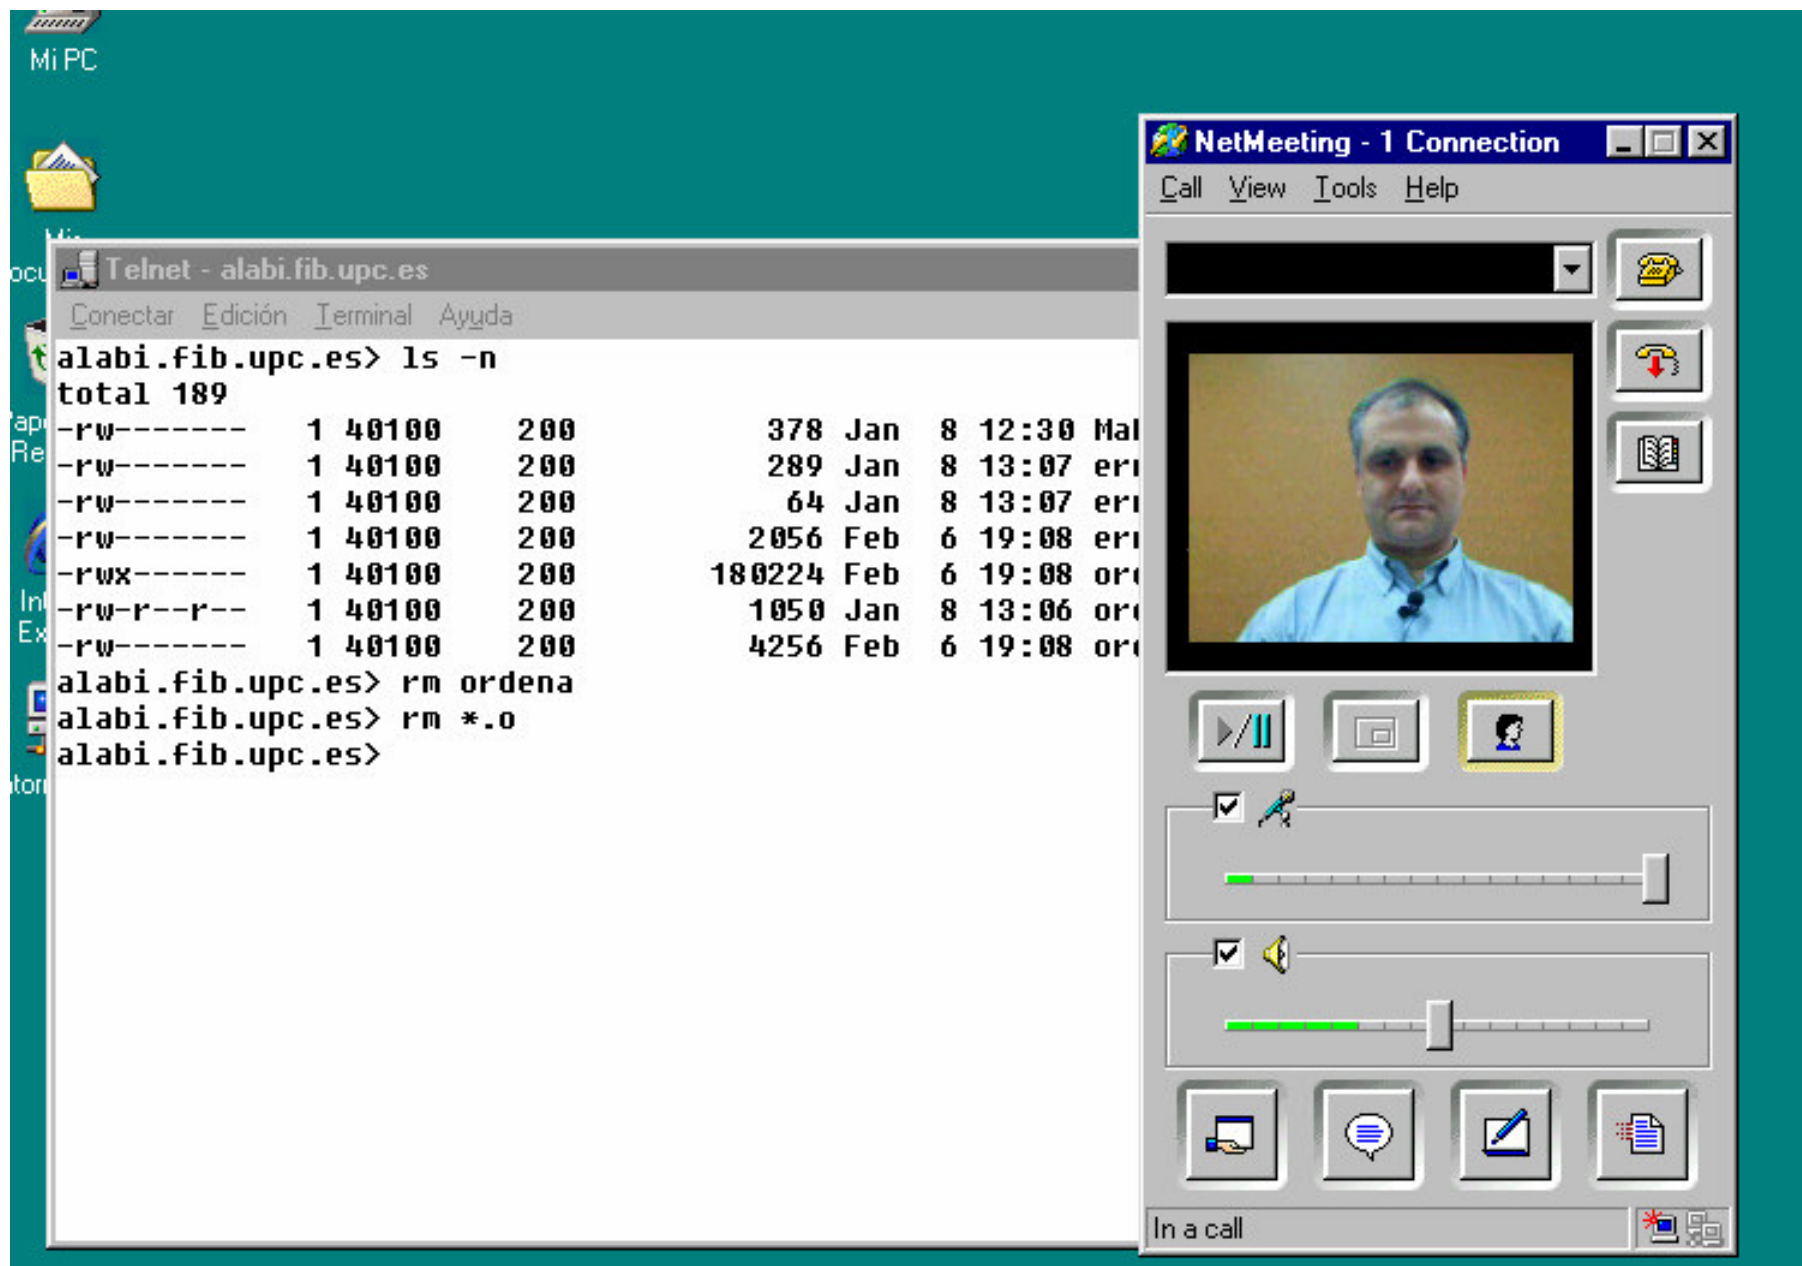 Mi PC
Telnet - alabi.fib.upc.es
Conectar Edición Terminal Ayuda
alabi.fib.upc.es> ls -n
total 189
-rw------- 1 40100 200 378 Jan 8 12:30
-rw------- 1 40100 200 289 Jan 8 13:07
-rw------- 1 40100 200 64 Jan 8 13:07
-rw------- 1 40100 200 2056 Feb 6 19:08
-rwx------ 1 40100 200 180224 Feb 6 19:08
-rw-r--r-- 1 40100 200 1050 Jan 8 13:06
-rw------- 1 40100 200 4256 Feb 6 19:08
alabi.fib.upc.es> rm ordena
alabi.fib.upc.es> rm *.o
alabi.fib.upc.es>
NetMeeting - 1 Connection
Call View Tools Help
In a call